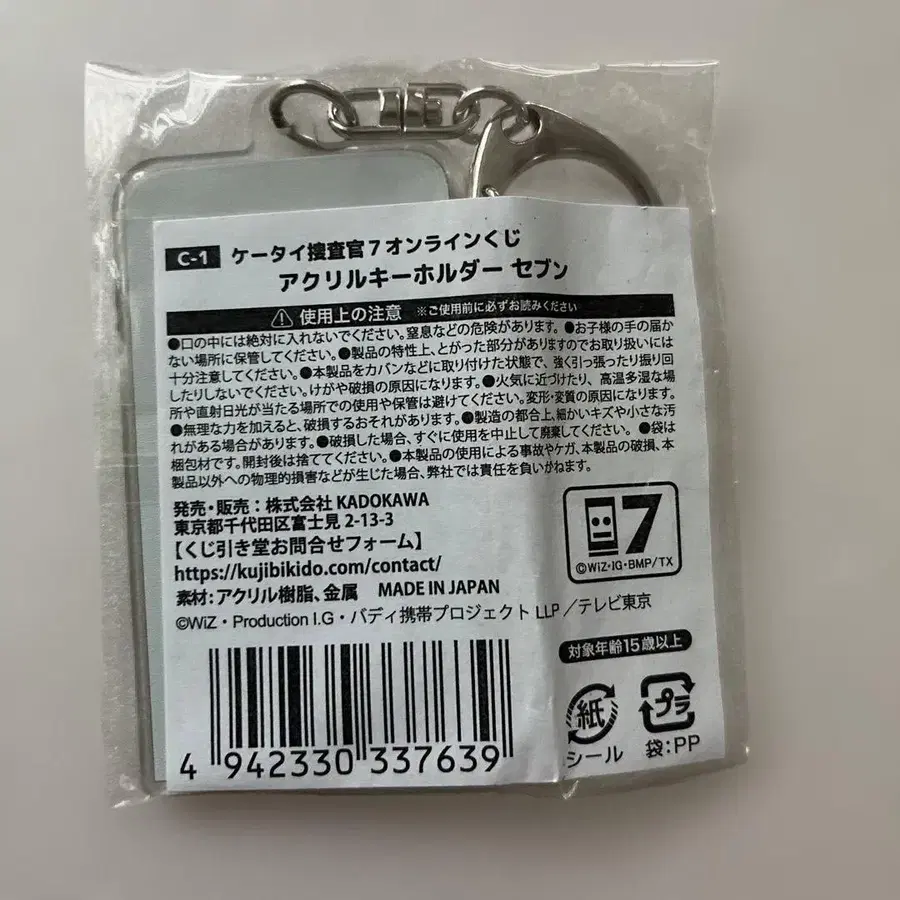 C-1 ケータイ捜査官7オンラインくじ
アクリルキーホルダー セブン
使用上の注意 ※ご使用前に必ずお読みください
●口の中には絶対に入れないでください。窒息などの危険があります。●お子様の手の届か
ない場所に保管してください。●製品の特性上、とがった部分がありますのでお取り扱いには
十分注意してください。●本製品をカバンなどに取り付けた状態で、強く引っ張ったり振り回
したりしないでください。けがや破損の原因になります。●火気に近づけたり、高温多湿な場
所や直射日光が当たる場所での使用や保管は避けてください。変形・変質の原因になります。
●無理な力を加えると、破損するおそれがあります。●製造の都合上、細かいキズや小さな汚
れがある場合があります。●破損した場合、すぐに使用を中止して廃棄してください。●袋は
梱包材です。開封後は捨ててください。●本製品の使用による事故やケガ、本製品の破損、本
製品以外への物理的損害などが生じた場合、弊社では責任を負いかねます。
発売・販売：株式会社 KADOKAWA
東京都千代田区富士見 2-13-3
【くじ引き堂お問合せフォーム】
https://kujibikido.com/contact/
素材：アクリル樹脂、金属 MADE IN JAPAN
7
©WiZ・IG・BMP/TX
©WiZ・Production I.G・バディ携帯プロジェクト LLP／テレビ東京
対象年齢15歳以上
4 942330 337639
紙
シール
プラ
袋：PP